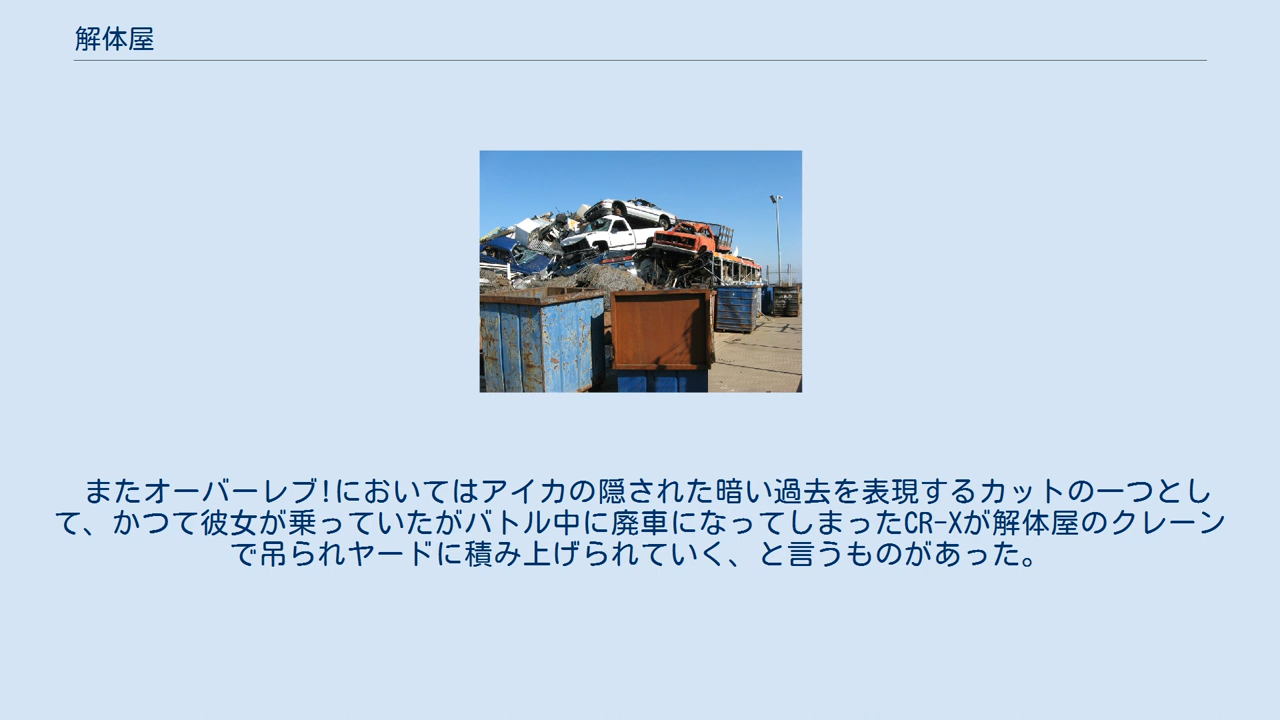 解体屋
またオーバーレブ!においてはアイカの隠された暗い過去を表現するカットの一つとし
て、かつて彼女が乗っていたがバトル中に廃車になってしまったCR-Xが解体屋のクレーン
で吊られヤードに積み上げられていく、と言うものがあった。